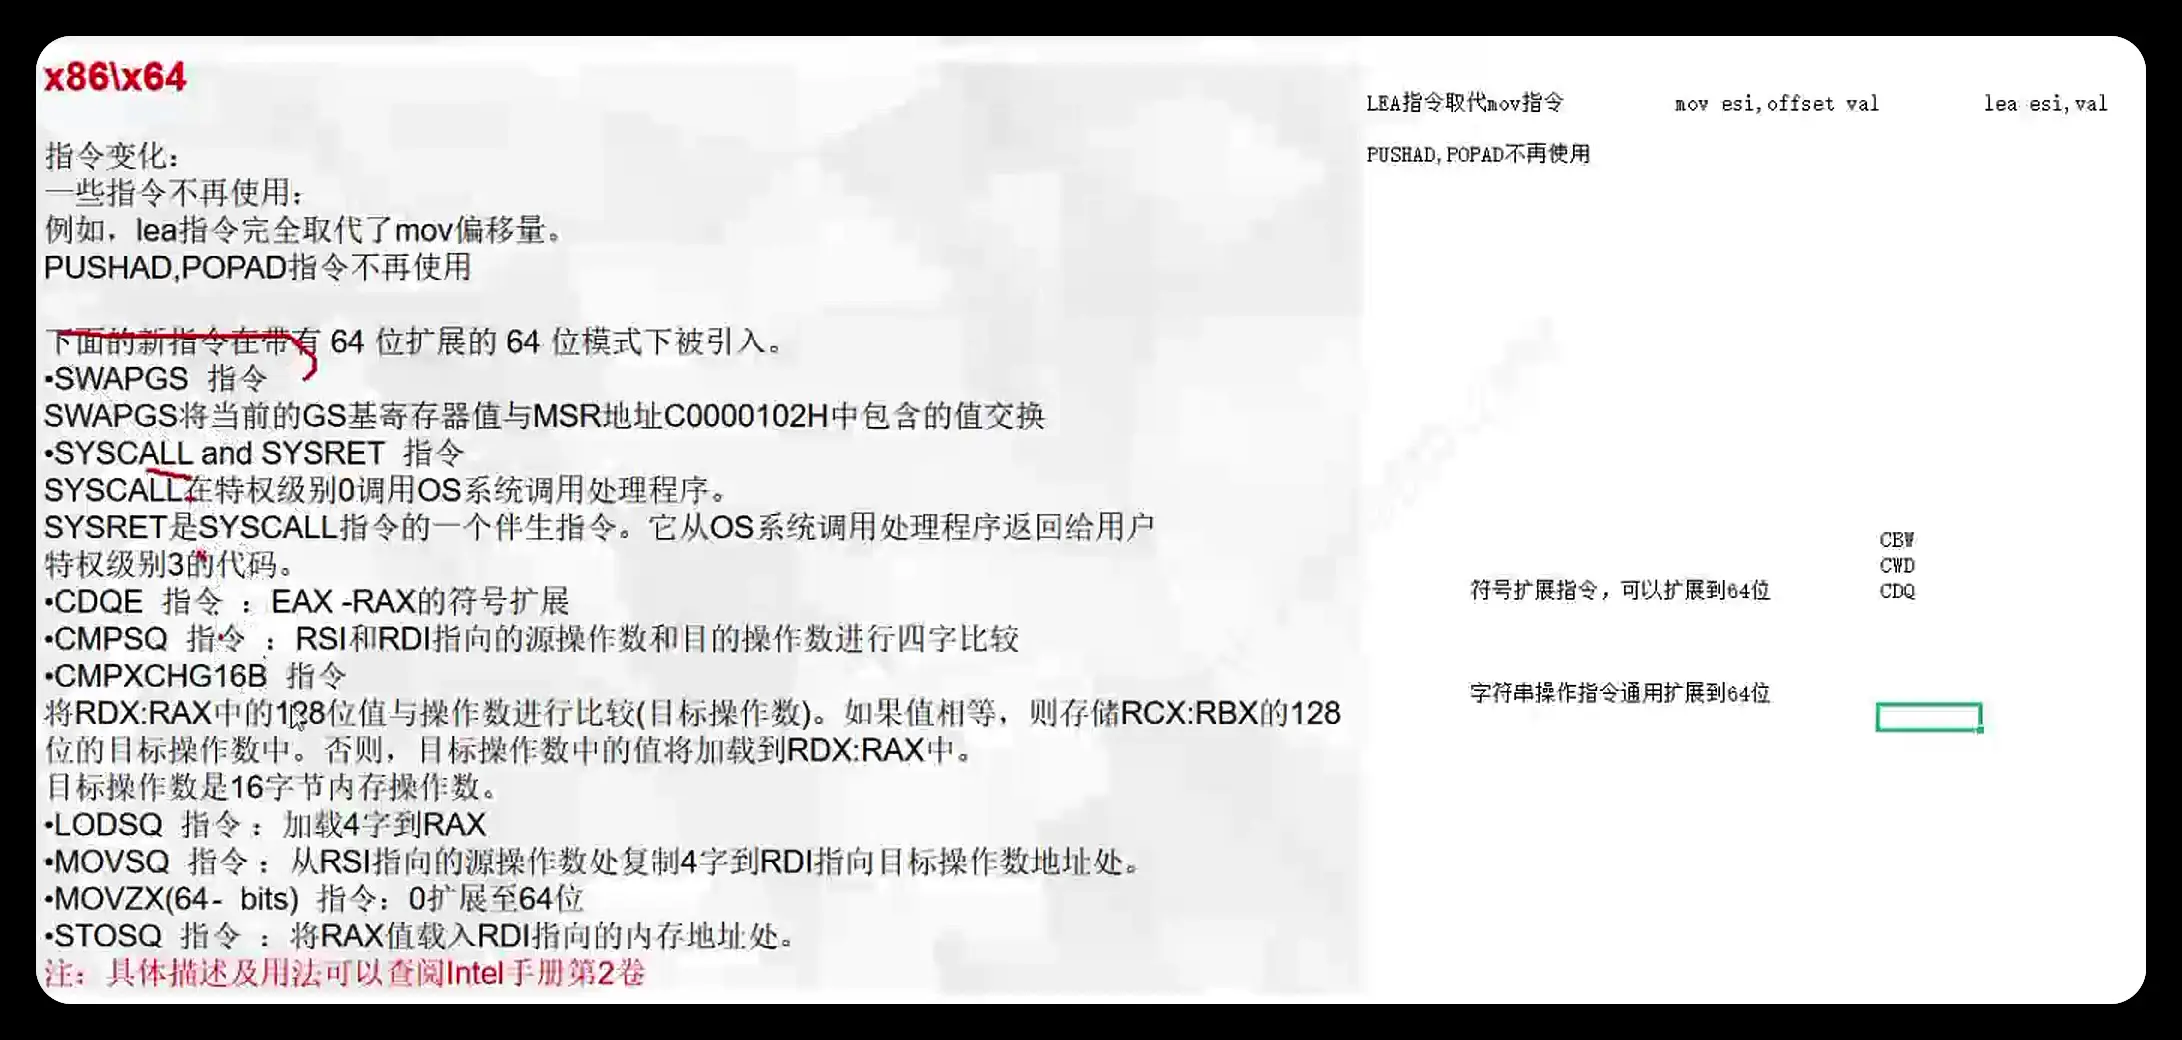 x86\x64
指令变化：
一些指令不再使用：
例如，lea指令完全取代了mov偏移量。
PUSHAD,POPAD指令不再使用
下面的新指令在带有 64 位扩展的 64 位模式下被引入。
•SWAPGS 指令
SWAPGS将当前的GS基寄存器值与MSR地址C0000102H中包含的值交换
•SYSCALL and SYSRET 指令
SYSCALL在特权级别0调用OS系统调用处理程序。
SYSRET是SYSCALL指令的一个伴生指令。它从OS系统调用处理程序返回给用户
特权级别3的代码。
•CDQE 指令 ：EAX -RAX的符号扩展
•CMPSQ 指令 ：RSI和RDI指向的源操作数和目的操作数进行四字比较
•CMPXCHG16B 指令
将RDX:RAX中的128位值与操作数进行比较(目标操作数)。如果值相等，则存储RCX:RBX的128
位的目标操作数中。否则，目标操作数中的值将加载到RDX:RAX中。
目标操作数是16字节内存操作数。
•LODSQ 指令 ：加载4字到RAX
•MOVSQ 指令 ：从RSI指向的源操作数处复制4字到RDI指向目标操作数地址处。
•MOVZX(64- bits) 指令：0扩展至64位
•STOSQ 指令 ：将RAX值载入RDI指向的内存地址处。
注：具体描述及用法可以查阅Intel手册第2卷
LEA指令取代mov指令 mov esi,offset val lea esi,val
PUSHAD,POPAD不再使用
CBW
CWD
符号扩展指令，可以扩展到64位 CDQ
字符串操作指令通用扩展到64位